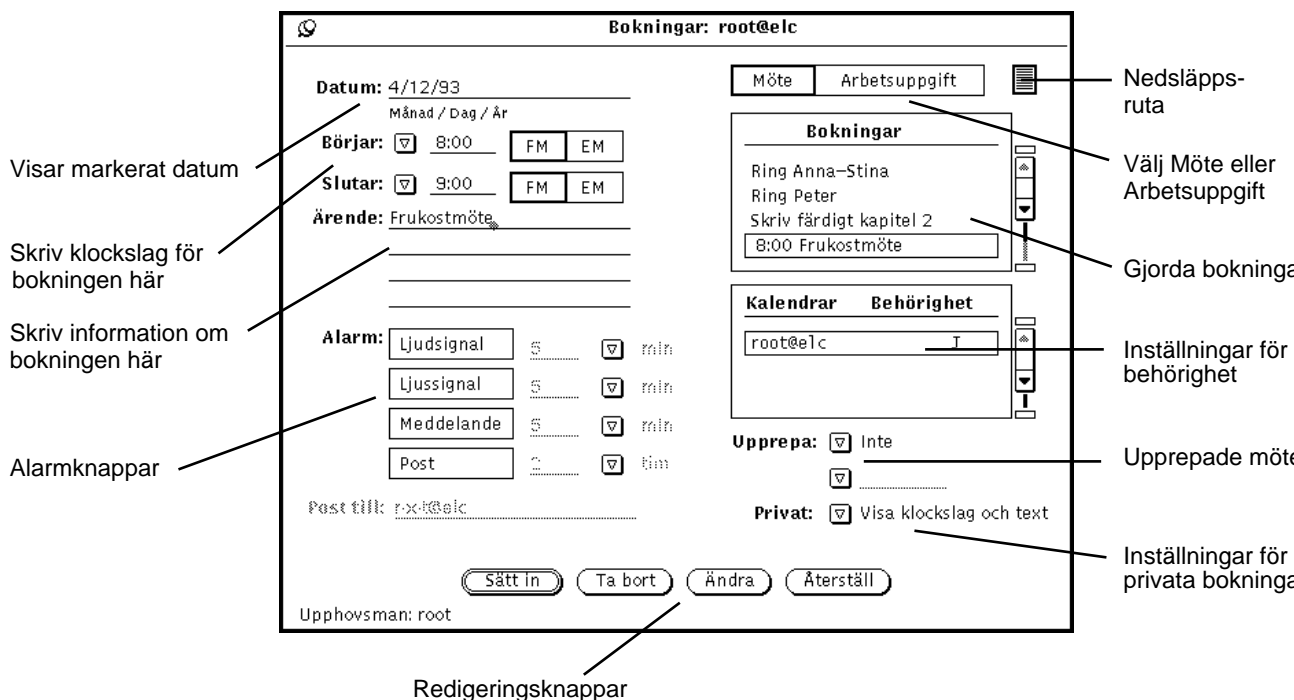 Bokningar: root@elc
Datum: 4/12/93
Månad / Dag / År
Börjar: 8:00 FM EM
Slutar: 9:00 FM EM
Ärende: Frukostmöte
Alarm: Ljudsignal 5 min
Ljussignal 5 min
Meddelande 5 min
Post 2 tim
Post till: r-x-t@elc
Möte Arbetsuppgift
Bokningar
Ring Anna-Stina
Ring Peter
Skriv färdigt kapitel 2
8:00 Frukostmöte
Kalendrar Behörighet
root@elc I
Upprepa: Inte
Privat: Visa klockslag och text
Sätt in Ta bort Ändra Återställ
Upphovsman: root
Visar markerat datum
Skriv klockslag för
bokningen här
Skriv information om
bokningen här
Alarmknappar
Nedsläpps-
ruta
Välj Möte eller
Arbetsuppgift
Gjorda bokninga
Inställningar för
behörighet
Upprepade möte
Inställningar för
privata bokninga
Redigeringsknappar